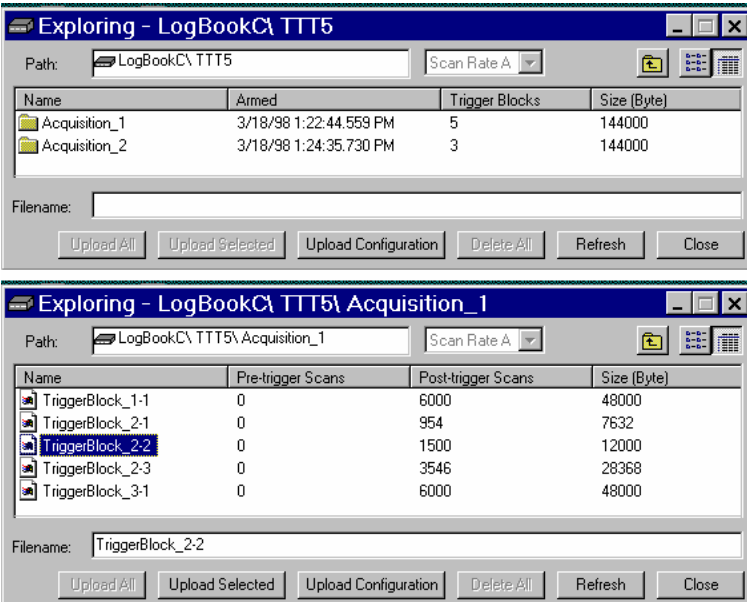 Exploring - LogBookC\ TTT5
Path: LogBookC\ TTT5 Scan Rate A
Name Armed Trigger Blocks Size (Byte)
Acquisition_1 3/18/98 1:22:44.559 PM 5 144000
Acquisition_2 3/18/98 1:24:35.730 PM 3 144000
Filename:
Upload All Upload Selected Upload Configuration Delete All Refresh Close
Exploring - LogBookC\ TTT5\ Acquisition_1
Path: LogBookC\ TTT5\ Acquisition_1 Scan Rate A
Name Pre-trigger Scans Post-trigger Scans Size (Byte)
TriggerBlock_1-1 0 6000 48000
TriggerBlock_2-1 0 954 7632
TriggerBlock_2-2 0 1500 12000
TriggerBlock_2-3 0 3546 28368
TriggerBlock_3-1 0 6000 48000
Filename: TriggerBlock_2-2
Upload All Upload Selected Upload Configuration Delete All Refresh Close